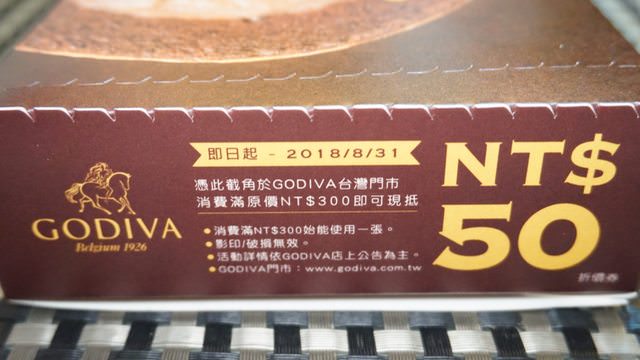 GODIVA
Belgium 1926
即日起 - 2018/8/31
憑此截角於GODIVA台灣門市
消費滿原價NT$300即可現抵
•消費滿NT$300始能使用一張。
•影印/破損無效。
•活動詳情依GODIVA店上公告為主。
•GODIVA門市：www.godiva.com.tw
NT$
50
折價券